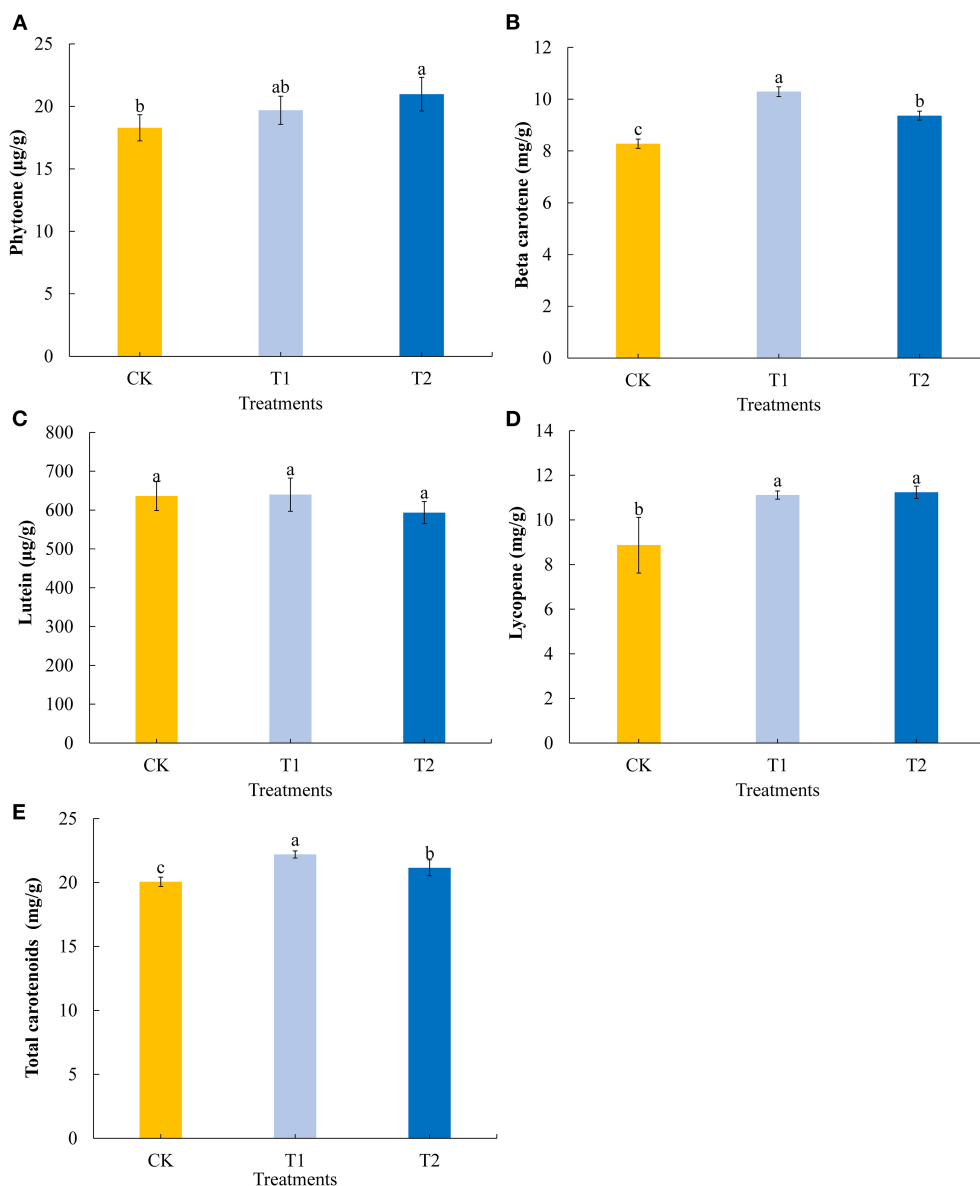 A
Phytoene (µg/g)
25
20
15
10
5
0
b
ab
a
CK
T1
T2
Treatments
B
Beta carotene (mg/g)
12
10
8
6
4
2
0
c
a
b
CK
T1
T2
Treatments
C
Lutein (µg/g)
800
700
600
500
400
300
200
100
0
a
a
a
CK
T1
T2
Treatments
D
Lycopene (mg/g)
14
12
10
8
6
4
2
0
b
a
a
CK
T1
T2
Treatments
E
Total carotenoids (mg/g)
25
20
15
10
5
0
c
a
b
CK
T1
T2
Treatments